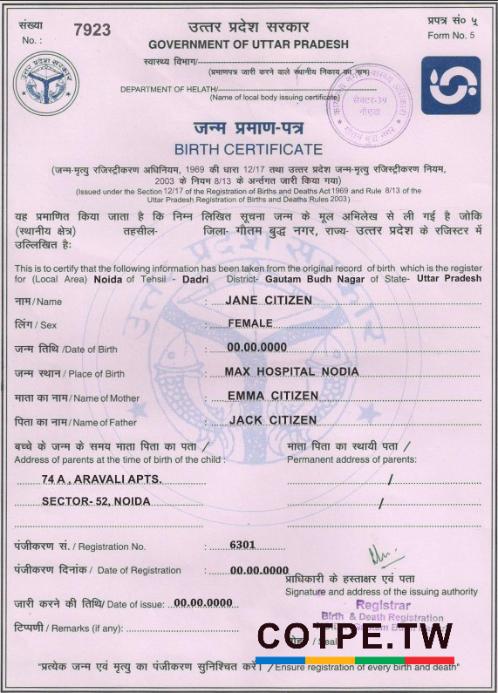 संख्या
No. :
7923
उत्तर प्रदेश सरकार
GOVERNMENT OF UTTAR PRADESH
प्रपत्र सं० ५
Form No. 5
स्वास्थ्य विभाग/
(प्रमाणपत्र जारी करने वाले स्थानीय निकाय का नाम)
DEPARTMENT OF HELATH/
(Name of local body issuing certificate)
सेक्टर-39
नोएडा
गौतम बुद्ध नगर
जन्म प्रमाण-पत्र
BIRTH CERTIFICATE
(जन्म-मृत्यु रजिस्ट्रीकरण अधिनियम, 1969 की धारा 12/17 तथा उत्तर प्रदेश जन्म-मृत्यु रजिस्ट्रीकरण नियम,
2003 के नियम 8/13 के अर्न्तगत जारी किया गया)
(Issued under the Section 12/17 of the Registration of Births and Deaths Act 1969 and Rule 8/13 of the
Uttar Pradesh Registration of Births and Deaths Rules 2003)
यह प्रमाणित किया जाता है कि निम्न लिखित सूचना जन्म के मूल अभिलेख से ली गई है जोकि
(स्थानीय क्षेत्र) तहसील- जिला- गौतम बुद्ध नगर, राज्य- उत्तर प्रदेश के रजिस्टर में
उल्लिखित है:
This is to certify that the following information has been taken from the original record of birth which is the register
for (Local Area) Noida of Tehsil - Dadri District- Gautam Budh Nagar of State- Uttar Pradesh
नाम/Name : JANE CITIZEN
लिंग / Sex : FEMALE
जन्म तिथि /Date of Birth : 00.00.0000
जन्म स्थान / Place of Birth : MAX HOSPITAL NODIA
माता का नाम/Name of Mother : EMMA CITIZEN
पिता का नाम/Name of Father : JACK CITIZEN
बच्चे के जन्म के समय माता पिता का पता /
Address of parents at the time of birth of the child :
74 A , ARAVALI APTS.
SECTOR- 52, NOIDA
माता पिता का स्थायी पता /
Permanent address of parents:
/
/
पंजीकरण सं. / Registration No. : 6301
पंजीकरण दिनांक / Date of Registration : 00.00.0000
प्राधिकारी के हस्ताक्षर एवं पता
Signature and address of the issuing authority
जारी करने की तिथि/ Date of issue: 00.00.0000
Registrar
Birth & Death Registration
टिप्पणी / Remarks (if any):
COTPE.TW
"प्रत्येक जन्म एवं मृत्यु का पंजीकरण सुनिश्चित करें। /Ensure registration of every birth and death"